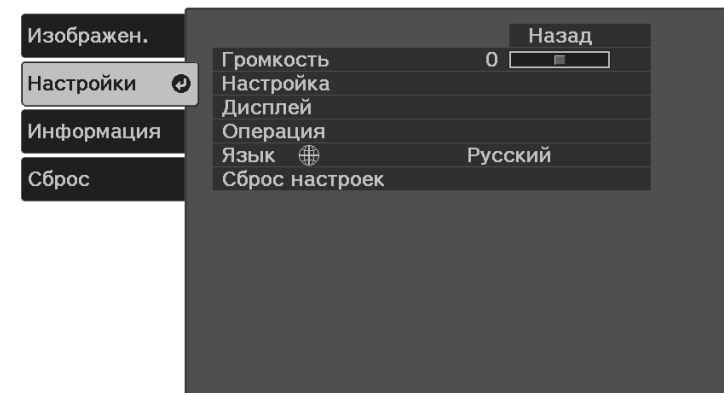 Изображен.
Настройки
Информация
Сброс
Назад
Громкость 0
Настройка
Дисплей
Операция
Язык Русский
Сброс настроек